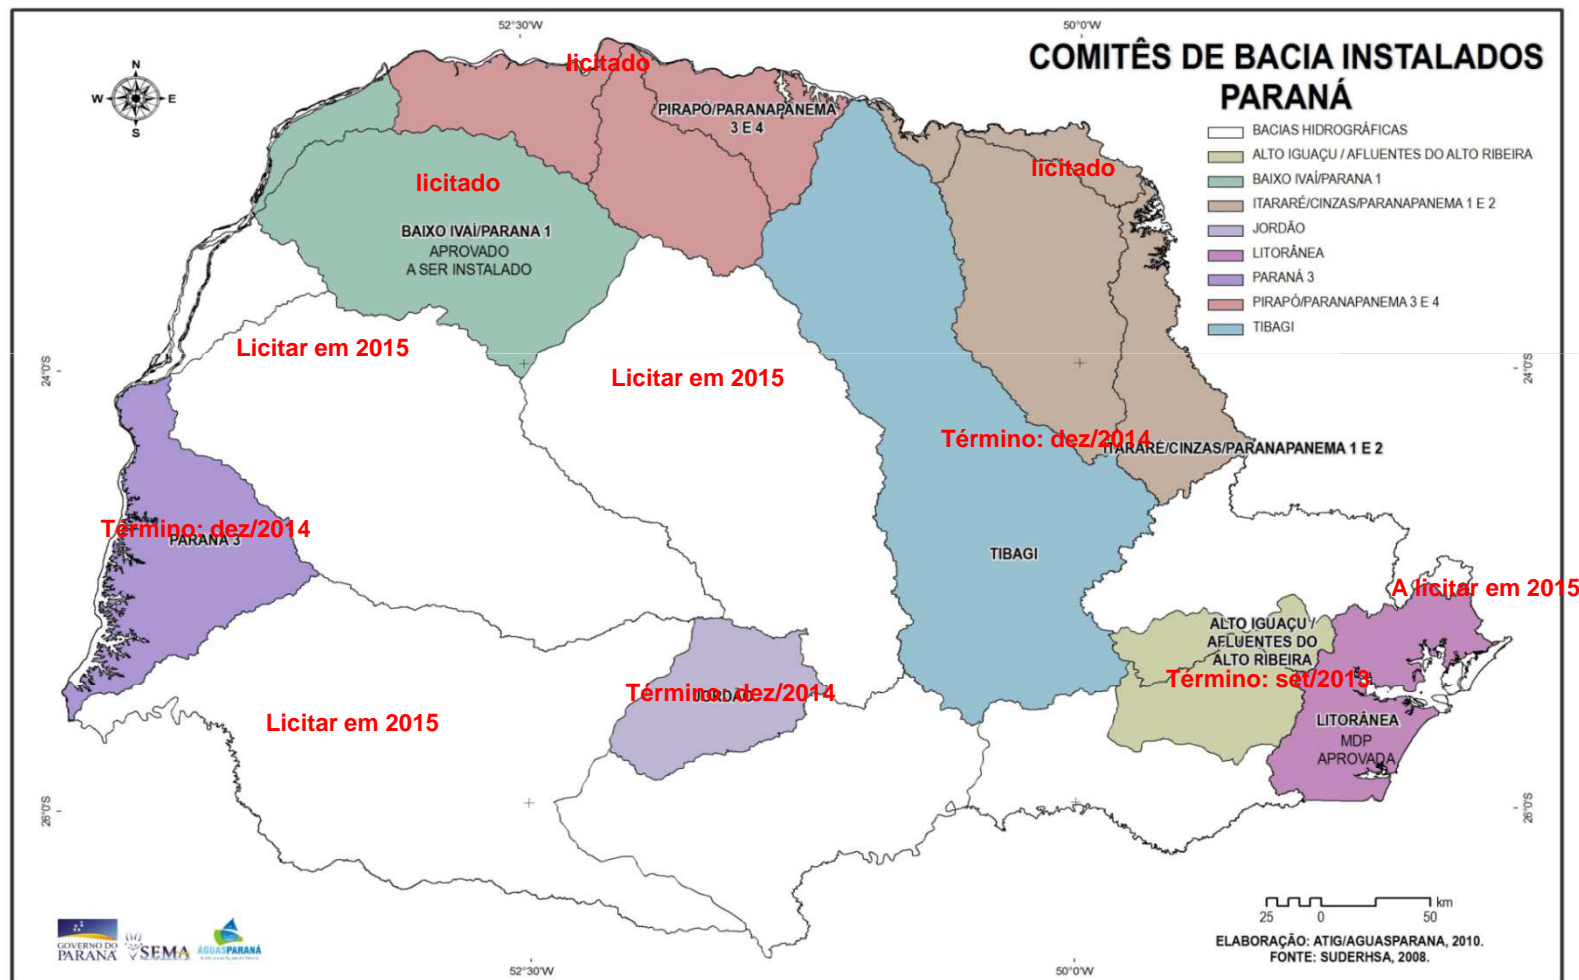 52°30'W
50°0'W
COMITÊS DE BACIA INSTALADOS
PARANÁ
N
W E
S
BACIAS HIDROGRÁFICAS
ALTO IGUAÇU / AFLUENTES DO ALTO RIBEIRA
BAIXO IVAÍ/PARANA 1
ITARARÉ/CINZAS/PARANAPANEMA 1 E 2
JORDÃO
LITORÂNEA
PARANÁ 3
PIRAPÓ/PARANAPANEMA 3 E 4
TIBAGI
licitado
PIRAPÓ/PARANAPANEMA
3 E 4
licitado
licitado
BAIXO IVAÍ/PARANA 1
APROVADO
A SER INSTALADO
Licitar em 2015
Licitar em 2015
24°0'S
24°0'S
Término: dez/2014
ITARARÉ/CINZAS/PARANAPANEMA 1 E 2
Término: dez/2014
PARANÁ 3
TIBAGI
A licitar em 2015
ALTO IGUAÇU /
AFLUENTES DO
ALTO RIBEIRA
Término: set/2013
Término: dez/2014
JORDÃO
Licitar em 2015
LITORÂNEA
MDP
APROVADA
26°0'S
26°0'S
km
25 0 50
ELABORAÇÃO: ATIG/AGUASPARANA, 2010.
FONTE: SUDERHSA, 2008.
GOVERNO DO
PARANÁ
SEMA
ÁGUASPARANÁ
52°30'W
50°0'W